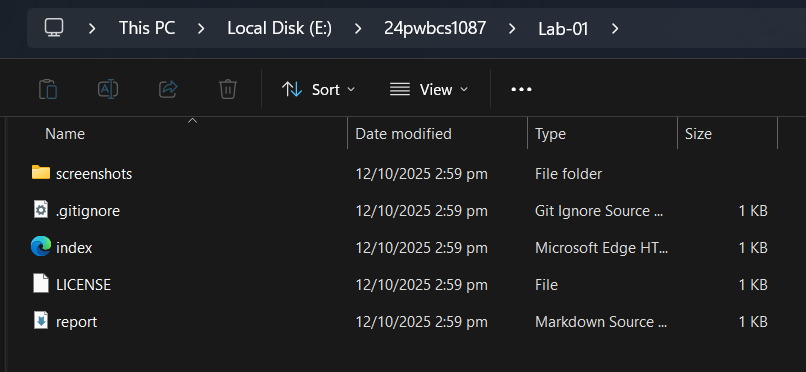 This PC > Local Disk (E:) > 24pwbcs1087 > Lab-01 >
Sort View •••
Name Date modified Type Size
screenshots 12/10/2025 2:59 pm File folder
.gitignore 12/10/2025 2:59 pm Git Ignore Source ... 1 KB
index 12/10/2025 2:59 pm Microsoft Edge HT... 1 KB
LICENSE 12/10/2025 2:59 pm File 1 KB
report 12/10/2025 2:59 pm Markdown Source ... 1 KB